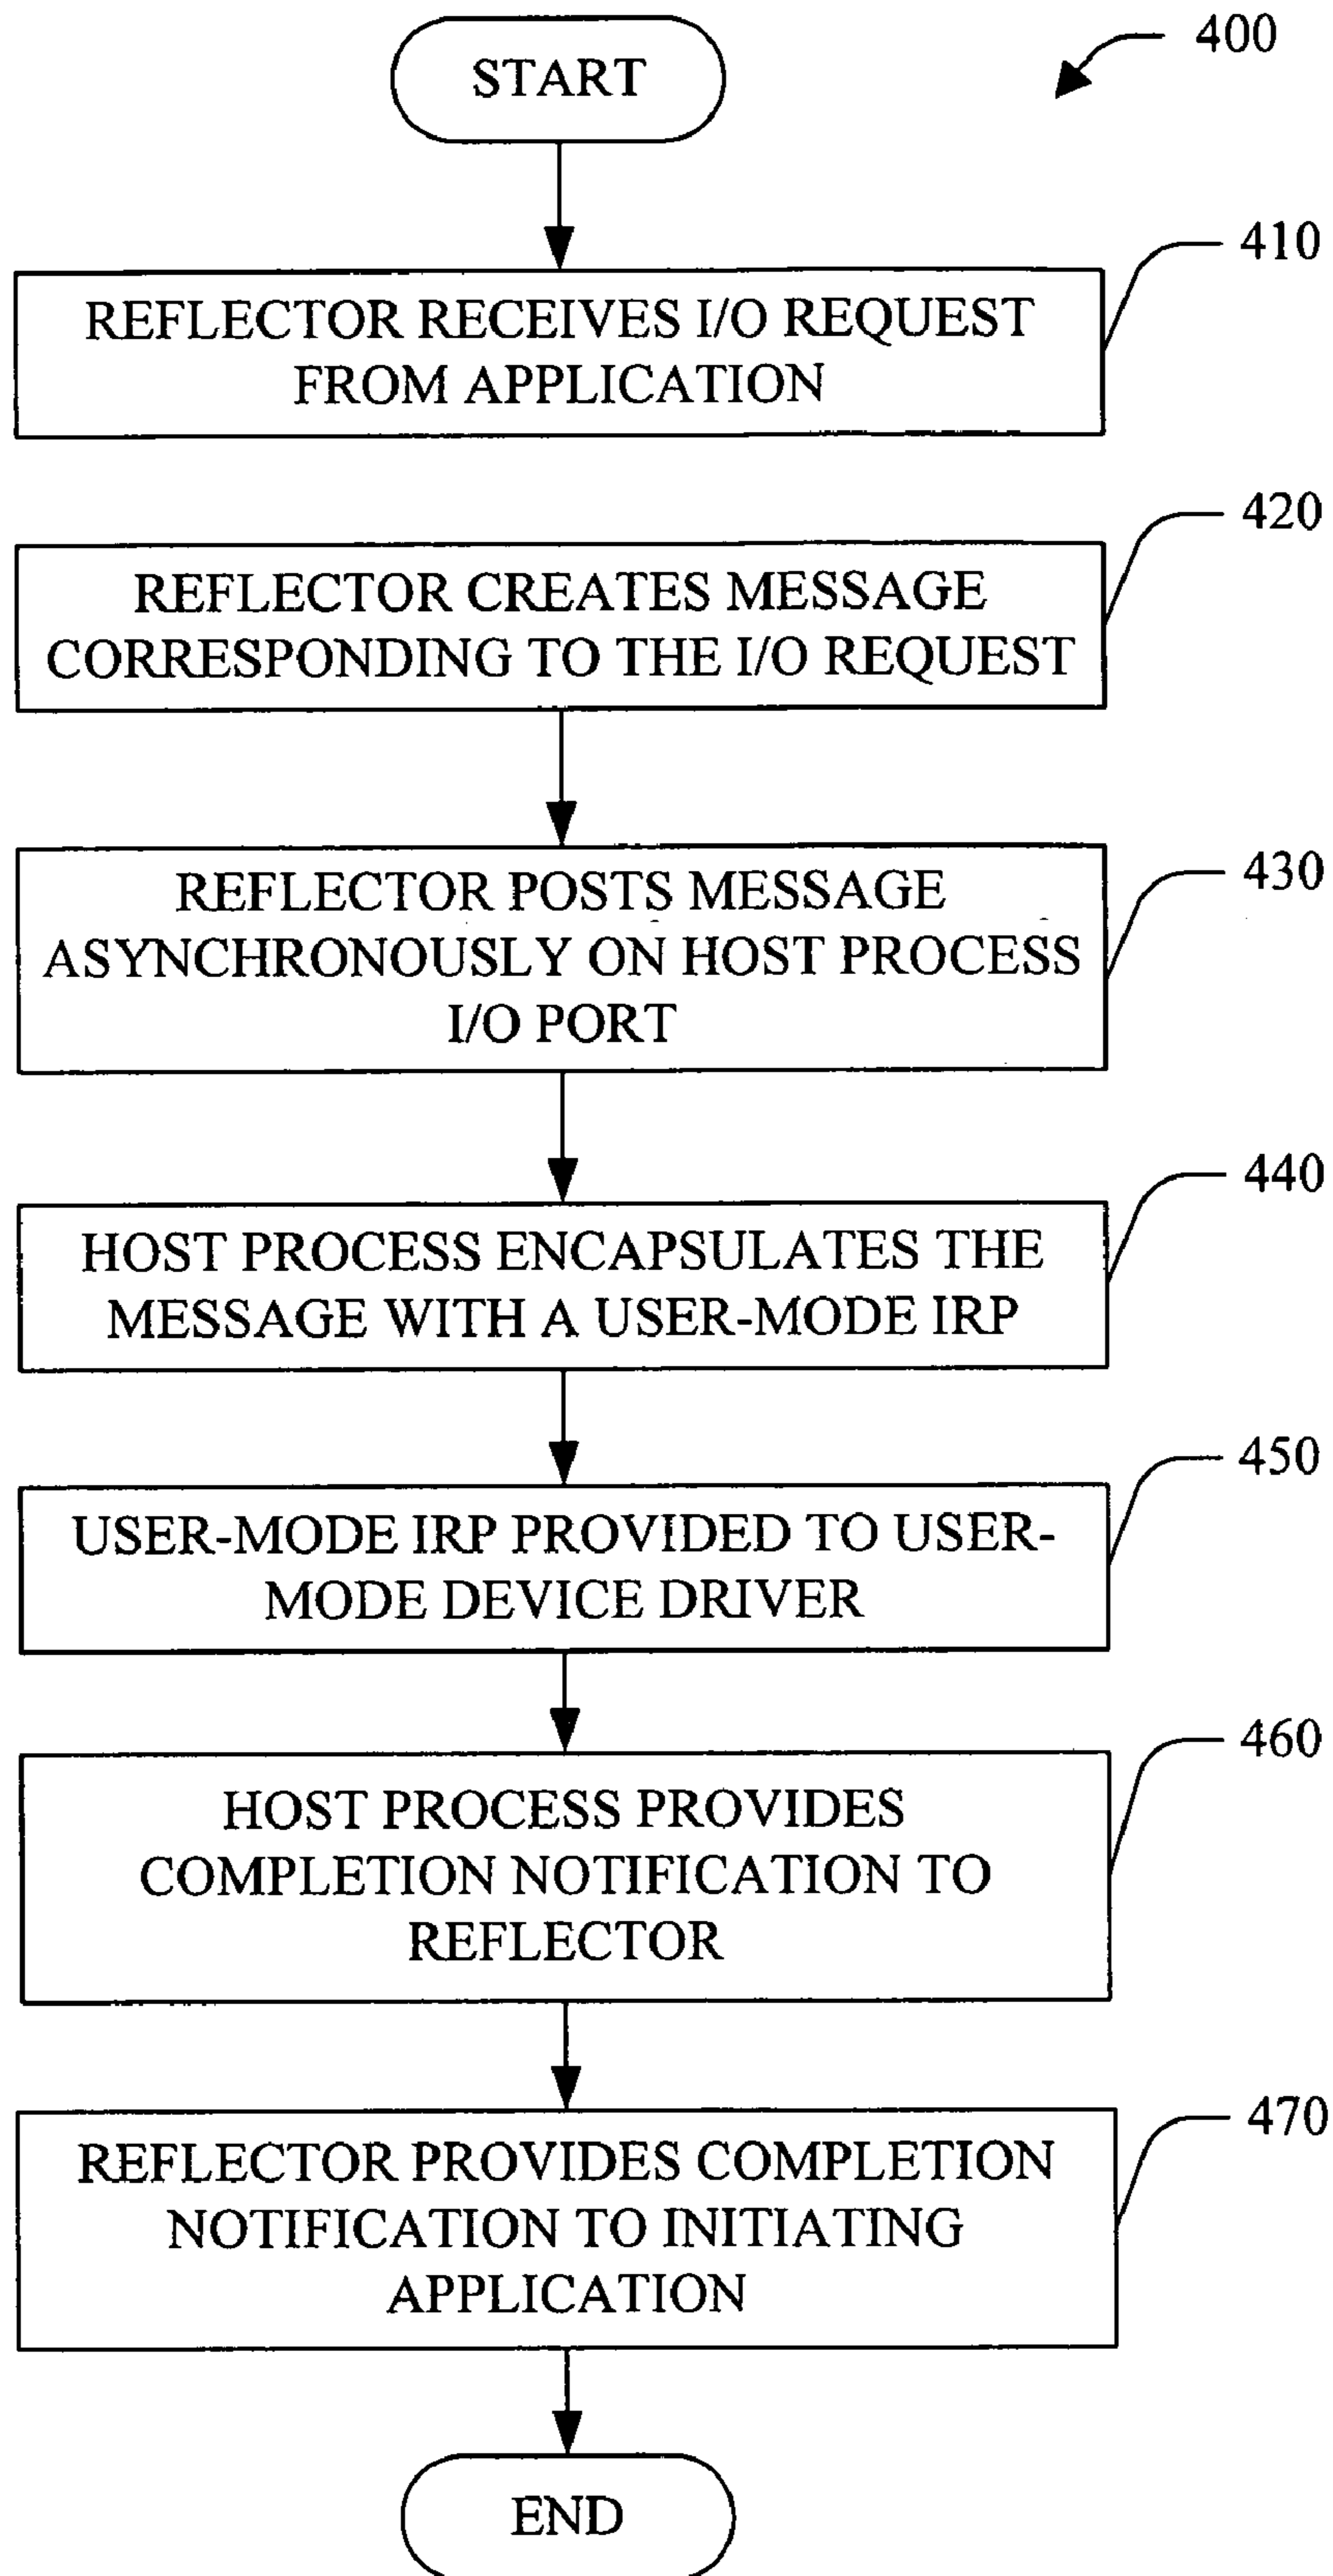 START
400
410
REFLECTOR RECEIVES I/O REQUEST
FROM APPLICATION
420
REFLECTOR CREATES MESSAGE
CORRESPONDING TO THE I/O REQUEST
430
REFLECTOR POSTS MESSAGE
ASYNCHRONOUSLY ON HOST PROCESS
I/O PORT
440
HOST PROCESS ENCAPSULATES THE
MESSAGE WITH A USER-MODE IRP
450
USER-MODE IRP PROVIDED TO USER-
MODE DEVICE DRIVER
460
HOST PROCESS PROVIDES
COMPLETION NOTIFICATION TO
REFLECTOR
470
REFLECTOR PROVIDES COMPLETION
NOTIFICATION TO INITIATING
APPLICATION
END